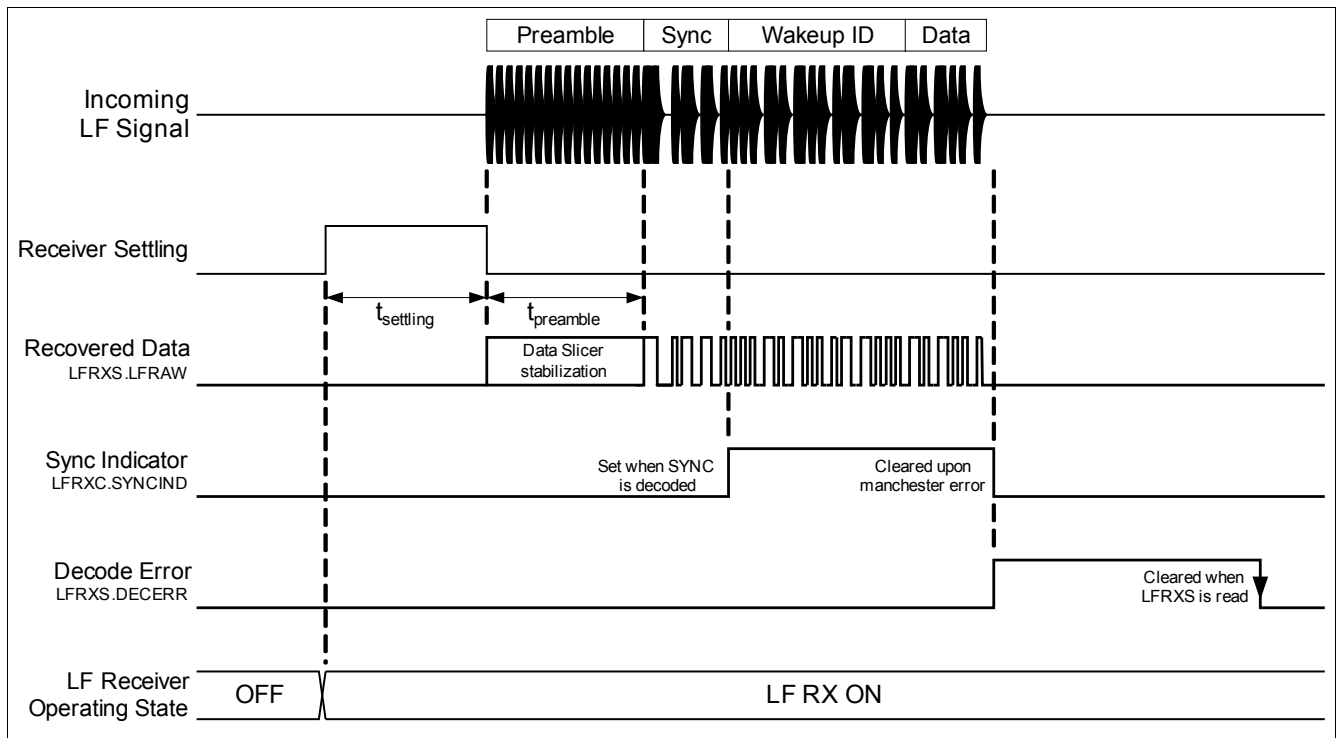 Preamble Sync Wakeup ID Data
Incoming
LF Signal
Receiver Settling
tsettling
tpreamble
Recovered Data
LFRXS.LFRAW
Data Slicer
stabilization
Sync Indicator
LFRXC.SYNCIND
Set when SYNC
is decoded
Cleared upon
manchester error
Decode Error
LFRXS.DECERR
Cleared when
LFRXS is read
LF Receiver
Operating State
OFF
LF RX ON